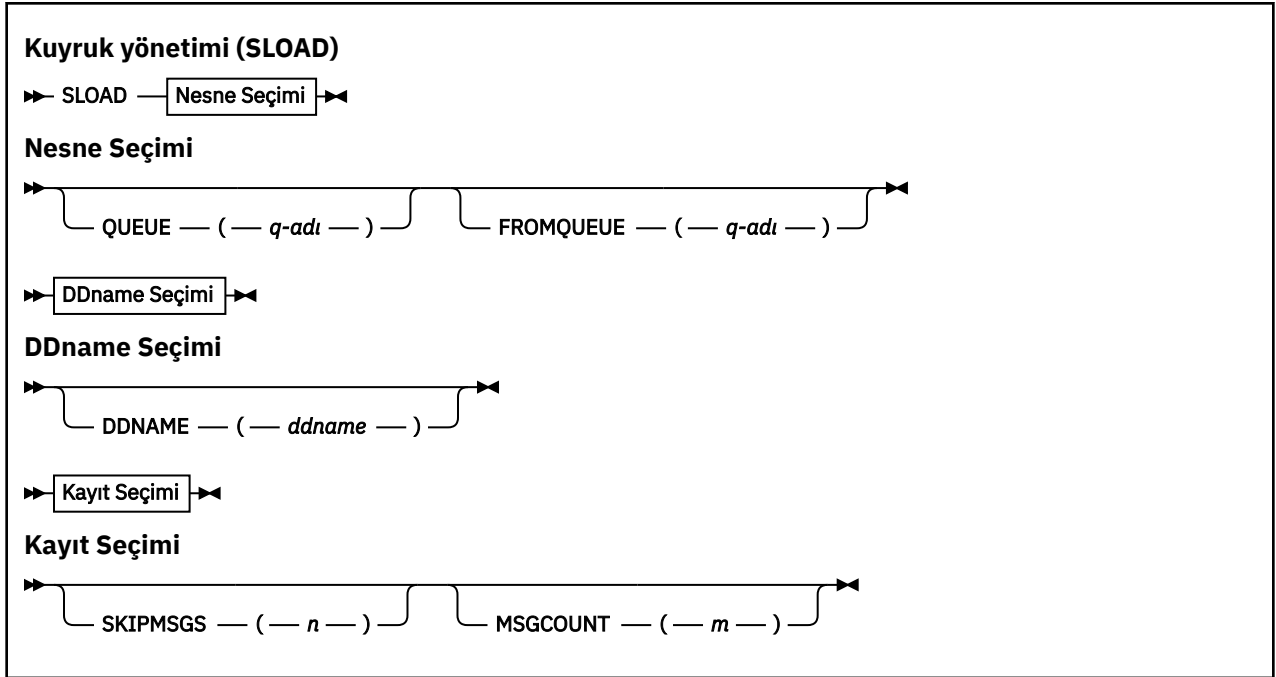 Kuyruk yönetimi (SLOAD)
SLOAD Nesne Seçimi
Nesne Seçimi
QUEUE ( q-adı ) FROMQUEUE ( q-adı )
DDname Seçimi
DDname Seçimi
DDNAME ( ddname )
Kayıt Seçimi
Kayıt Seçimi
SKIPMSGS ( n ) MSGCOUNT ( m )